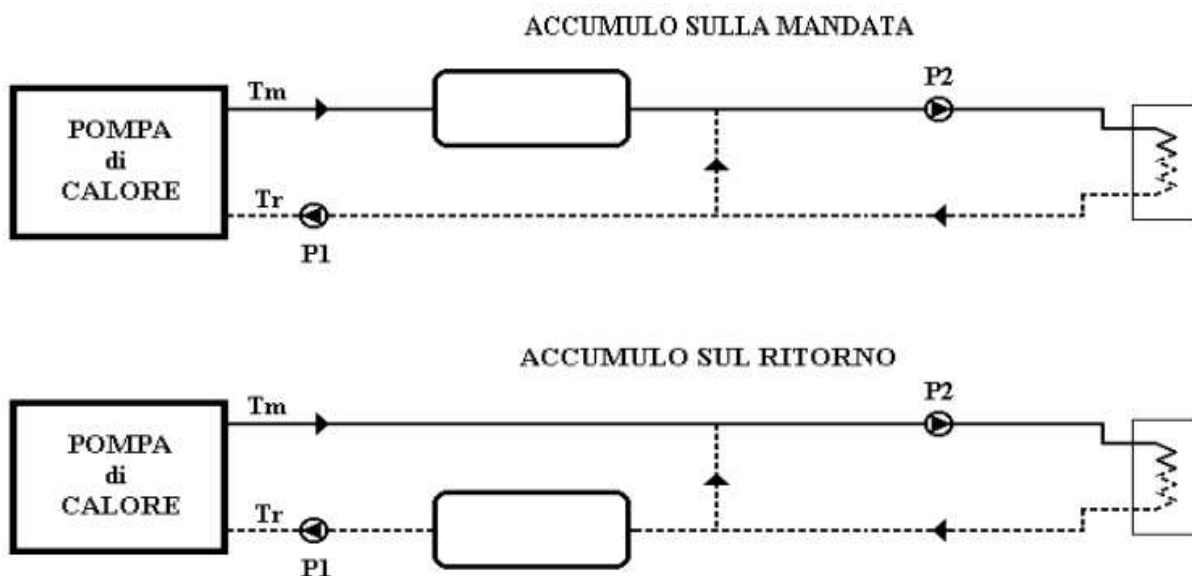 ACCUMULO SULLA MANDATA
Tm
P2
POMPA
di
CALORE
Tr
P1
ACCUMULO SUL RITORNO
Tm
P2
POMPA
di
CALORE
Tr
P1